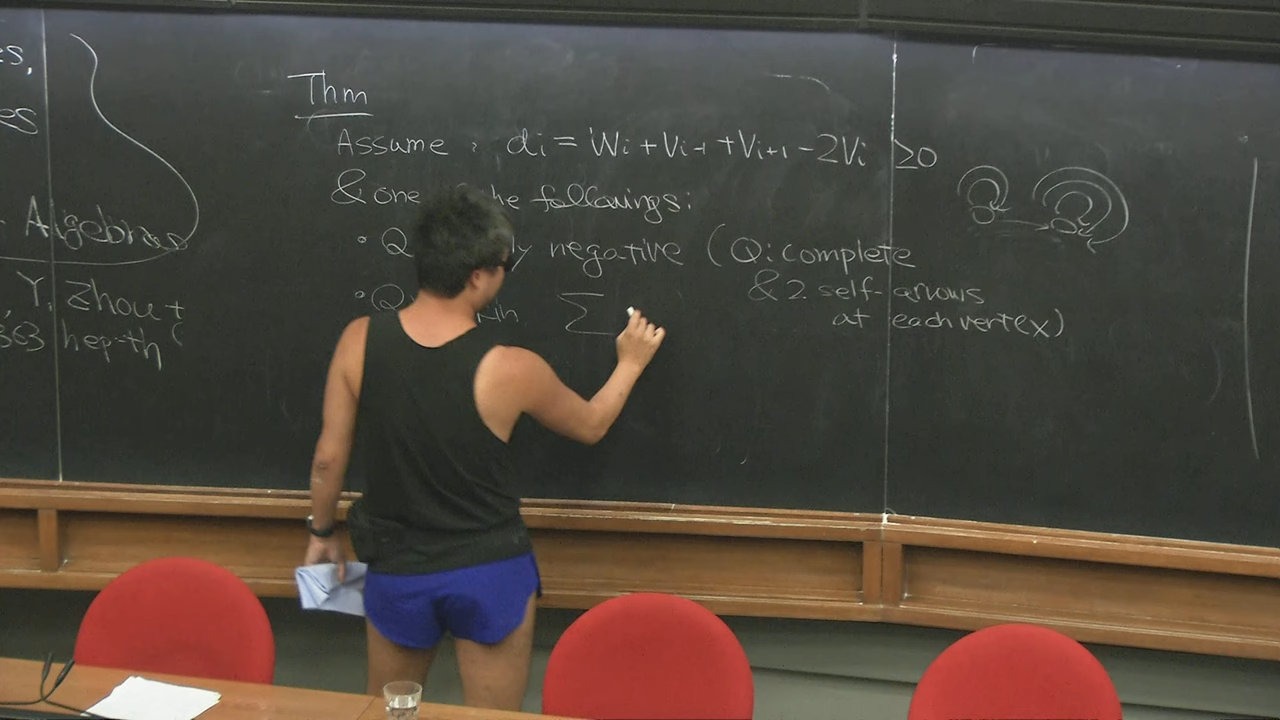 es,
es
Algebras
Y. Zhou +
363 hep-th (
Thm
Assume : di = Wi + Vi-1 + Vi+1 - 2Vi ≥0
& one he followings:
• Q y negative (Q: complete
& 2 self-arrows
at each vertex)
• Q Σ